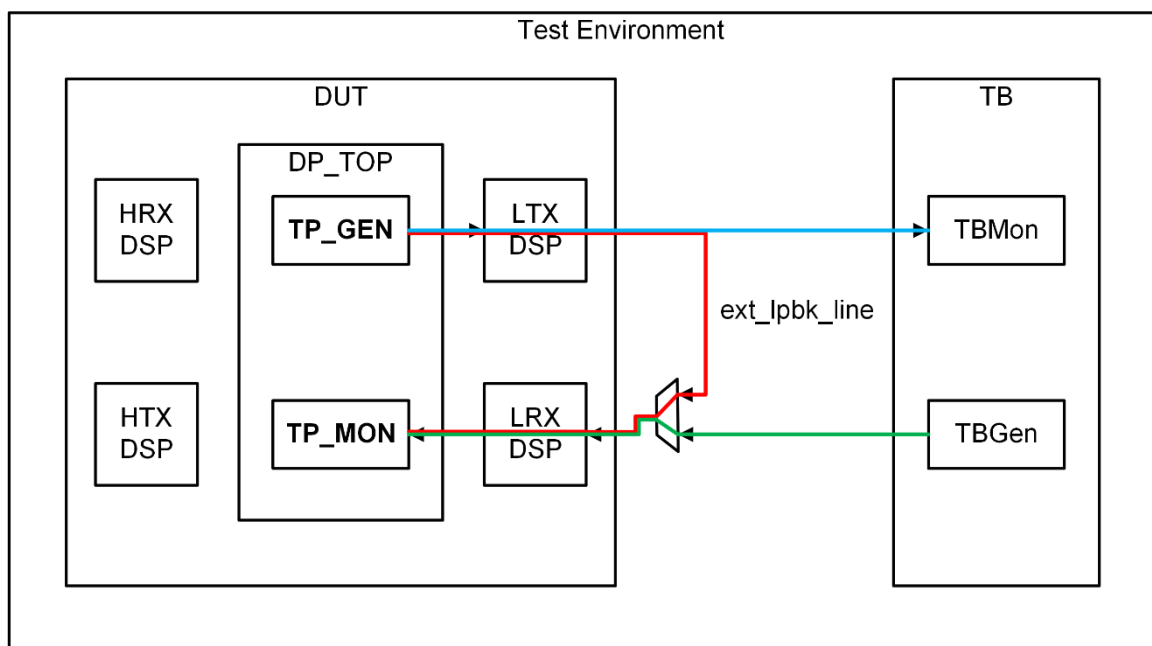 Test Environment
DUT
TB
DP_TOP
HRX
DSP
TP_GEN
LTX
DSP
TBMon
ext_lpbk_line
HTX
DSP
TP_MON
LRX
DSP
TBGen